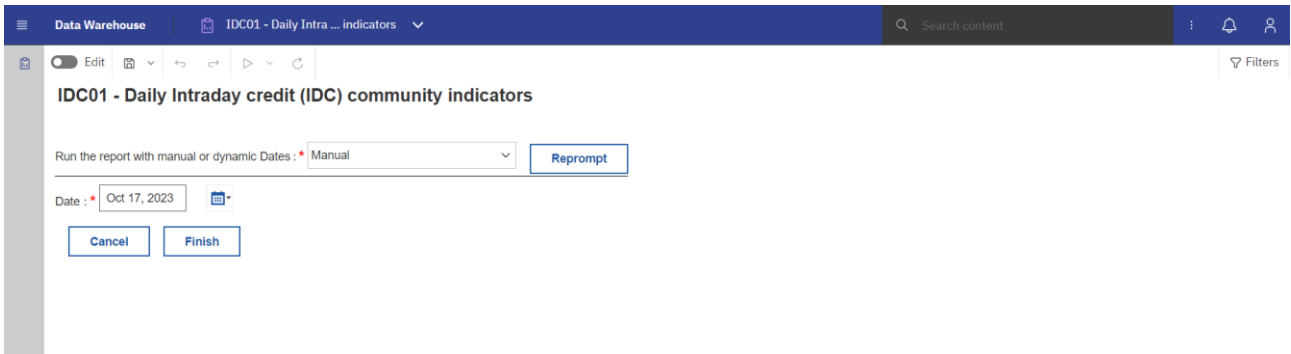 Data Warehouse IDC01 - Daily Intra ... indicators Search content
Edit Filters
IDC01 - Daily Intraday credit (IDC) community indicators
Run the report with manual or dynamic Dates : * Manual Reprompt
Date : * Oct 17, 2023
Cancel Finish